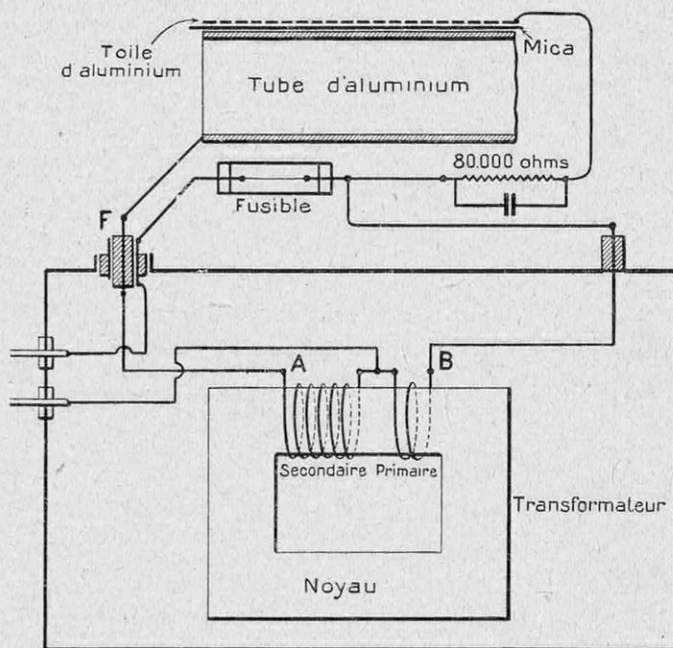 Toile
d'aluminium
Mica
Tube d'aluminium
80.000 ohms
Fusible
F
A
B
Secondaire
Primaire
Transformateur
Noyau